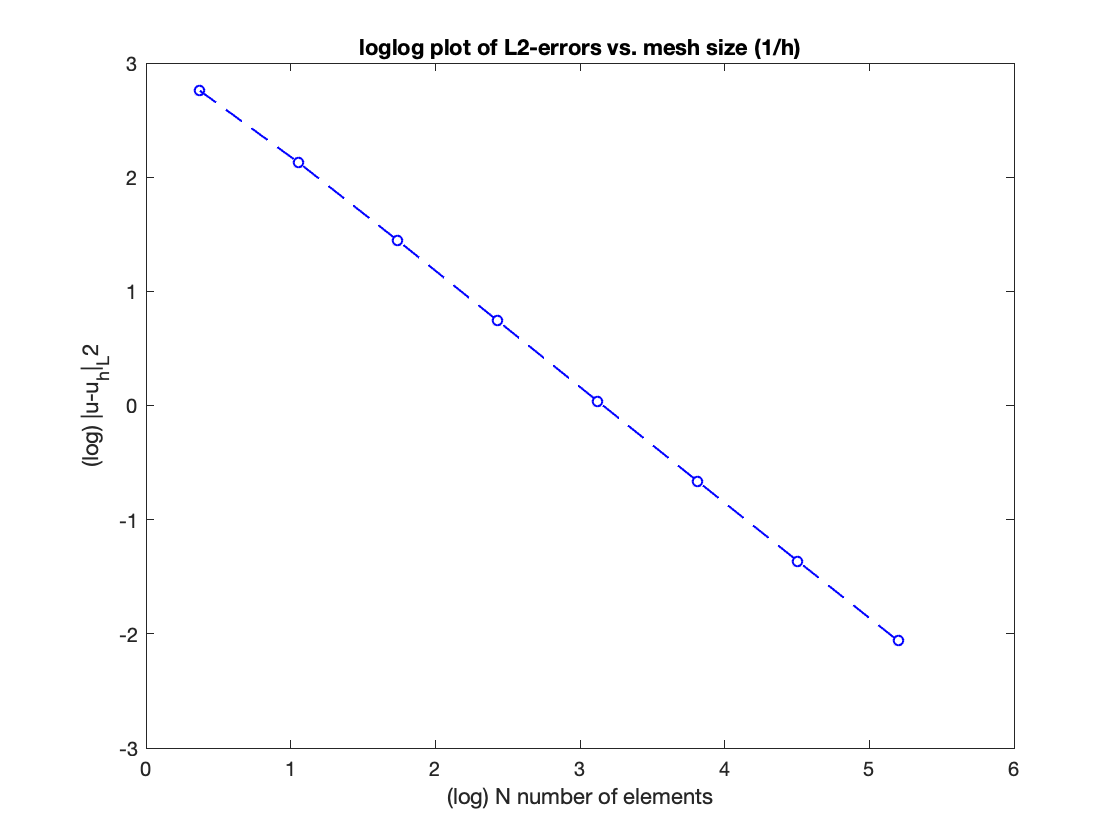 loglog plot of L2-errors vs. mesh size (1/h)
3
2
1
0
-1
-2
-3
(log) |u-u_h|_L2
0 1 2 3 4 5 6
(log) N number of elements